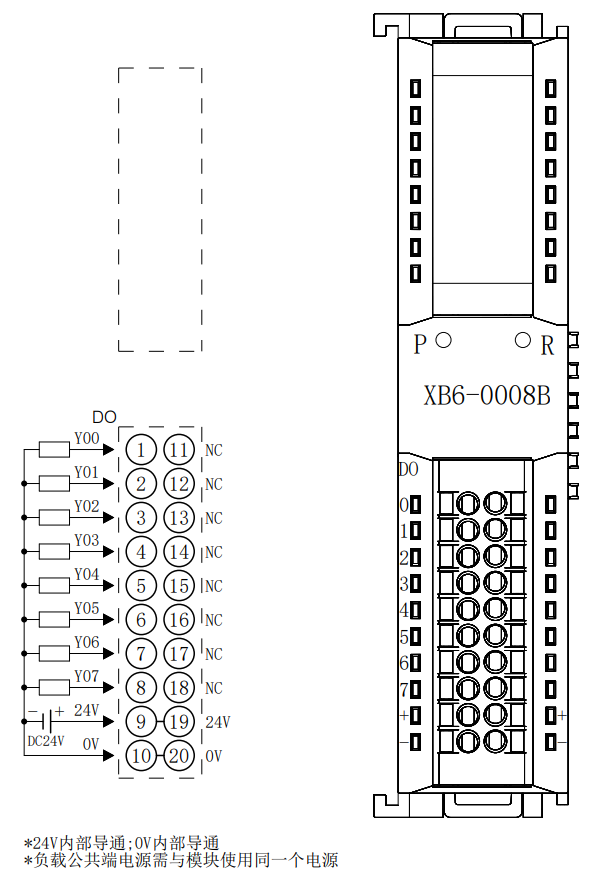 P R
XB6-0008B
DO
Y00 1 11 NC
Y01 2 12 NC
Y02 3 13 NC
Y03 4 14 NC
Y04 5 15 NC
Y05 6 16 NC
Y06 7 17 NC
Y07 8 18 NC
- + 24V 9 19 24V
DC24V
0V 10 20 0V
DO
0
1
2
3
4
5
6
7
+ +
- -
*24V内部导通;0V内部导通
*负载公共端电源需与模块使用同一个电源